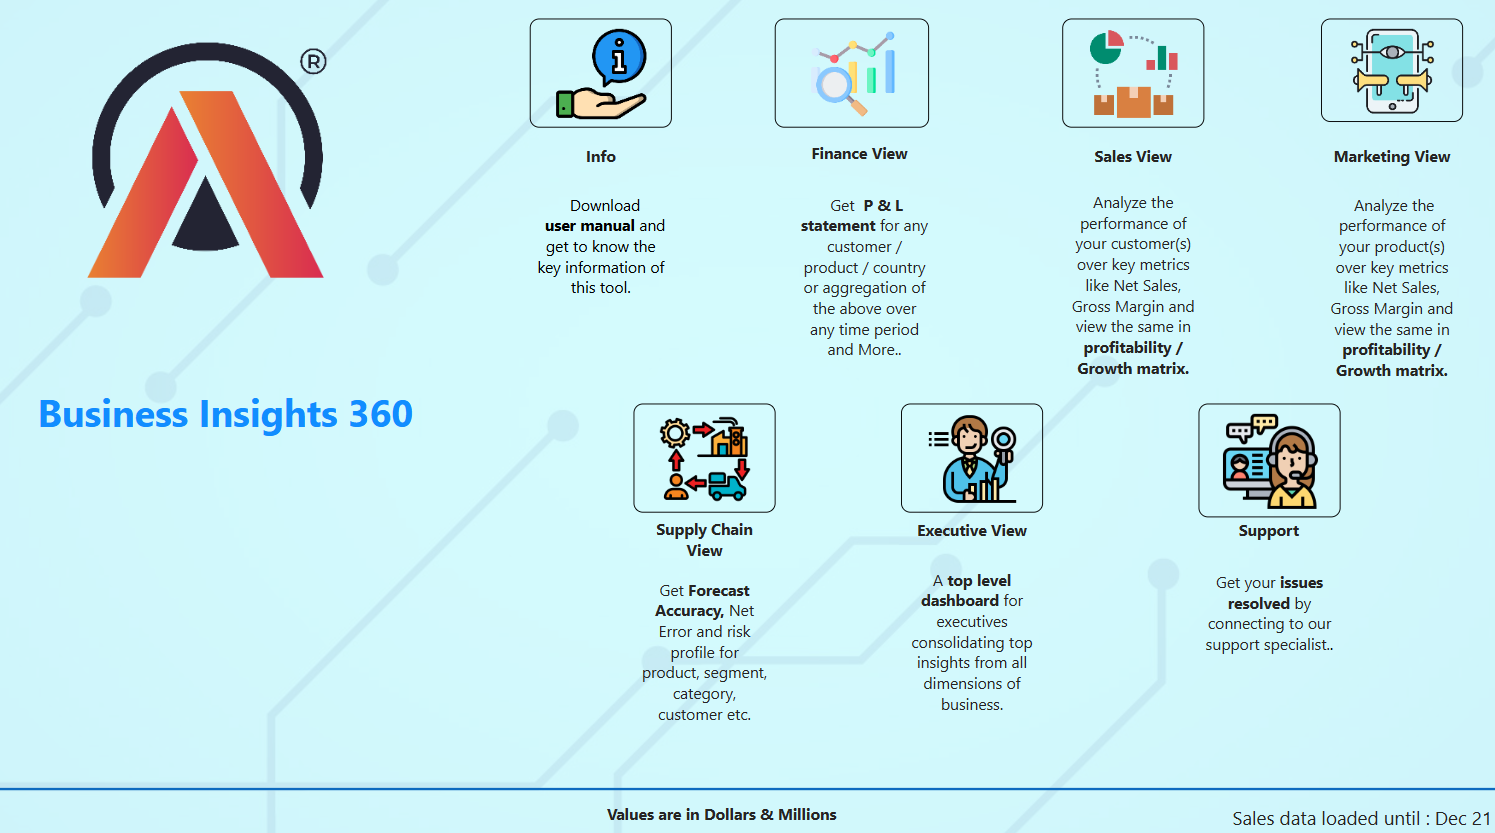 ®
Info
Download
user manual and
get to know the
key information of
this tool.
Finance View
Get P & L
statement for any
customer /
product / country
or aggregation of
the above over
any time period
and More..
Sales View
Analyze the
performance of
your customer(s)
over key metrics
like Net Sales,
Gross Margin and
view the same in
profitability /
Growth matrix.
Marketing View
Analyze the
performance of
your product(s)
over key metrics
like Net Sales,
Gross Margin and
view the same in
profitability /
Growth matrix.
Business Insights 360
Supply Chain
View
Get Forecast
Accuracy, Net
Error and risk
profile for
product, segment,
category,
customer etc.
Executive View
A top level
dashboard for
executives
consolidating top
insights from all
dimensions of
business.
Support
Get your issues
resolved by
connecting to our
support specialist..
Values are in Dollars & Millions
Sales data loaded until : Dec 21